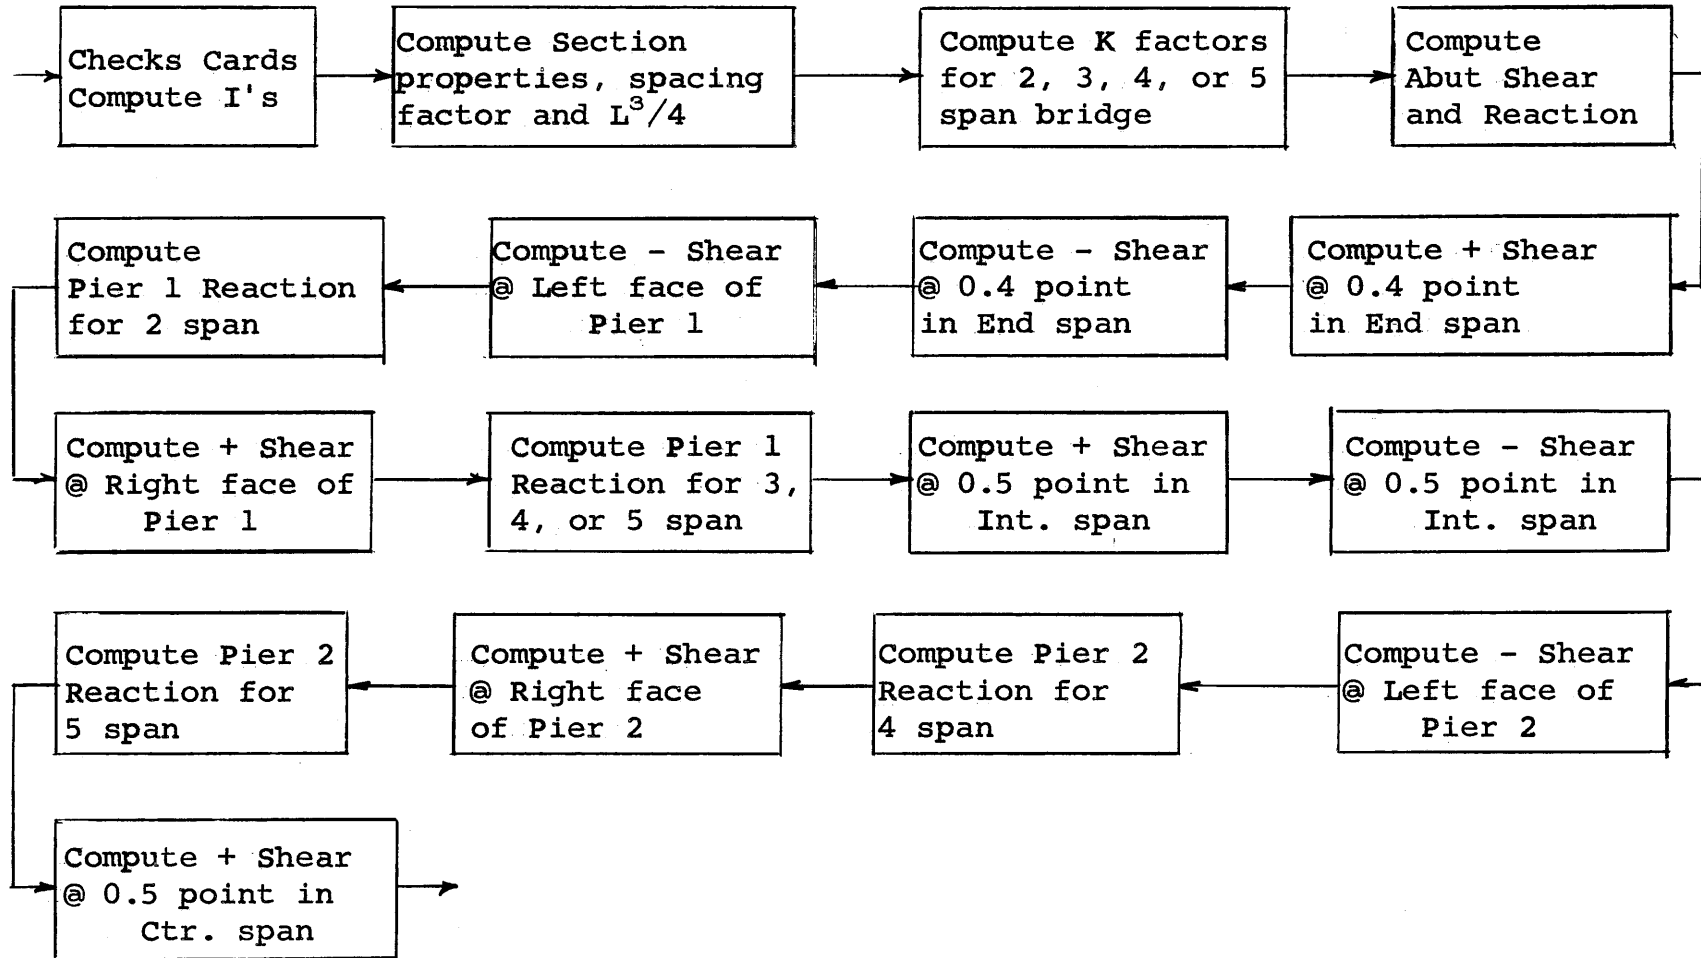 Checks Cards
Compute I's
Compute Section
properties, spacing
factor and L³/4
Compute K factors
for 2, 3, 4, or 5
span bridge
Compute
Abut Shear
and Reaction
Compute + Shear
@ 0.4 point
in End span
Compute - Shear
@ 0.4 point
in End span
Compute - Shear
@ Left face of
Pier 1
Compute
Pier 1 Reaction
for 2 span
Compute + Shear
@ Right face of
Pier 1
Compute Pier 1
Reaction for 3,
4, or 5 span
Compute + Shear
@ 0.5 point in
Int. span
Compute - Shear
@ 0.5 point in
Int. span
Compute - Shear
@ Left face of
Pier 2
Compute Pier 2
Reaction for
4 span
Compute + Shear
@ Right face
of Pier 2
Compute Pier 2
Reaction for
5 span
Compute + Shear
@ 0.5 point in
Ctr. span